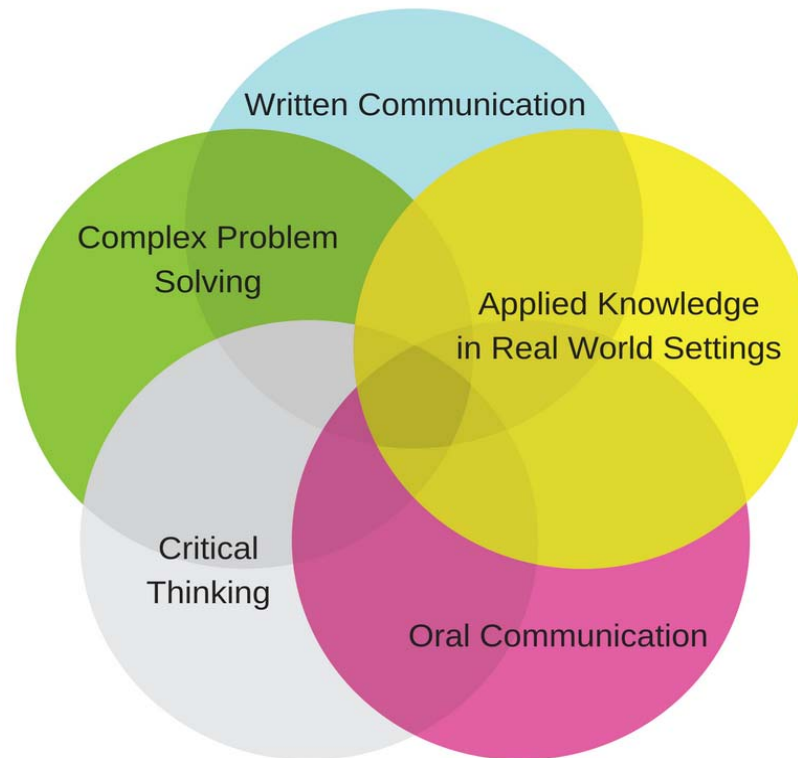 Written Communication
Complex Problem
Solving
Applied Knowledge
in Real World Settings
Critical
Thinking
Oral Communication